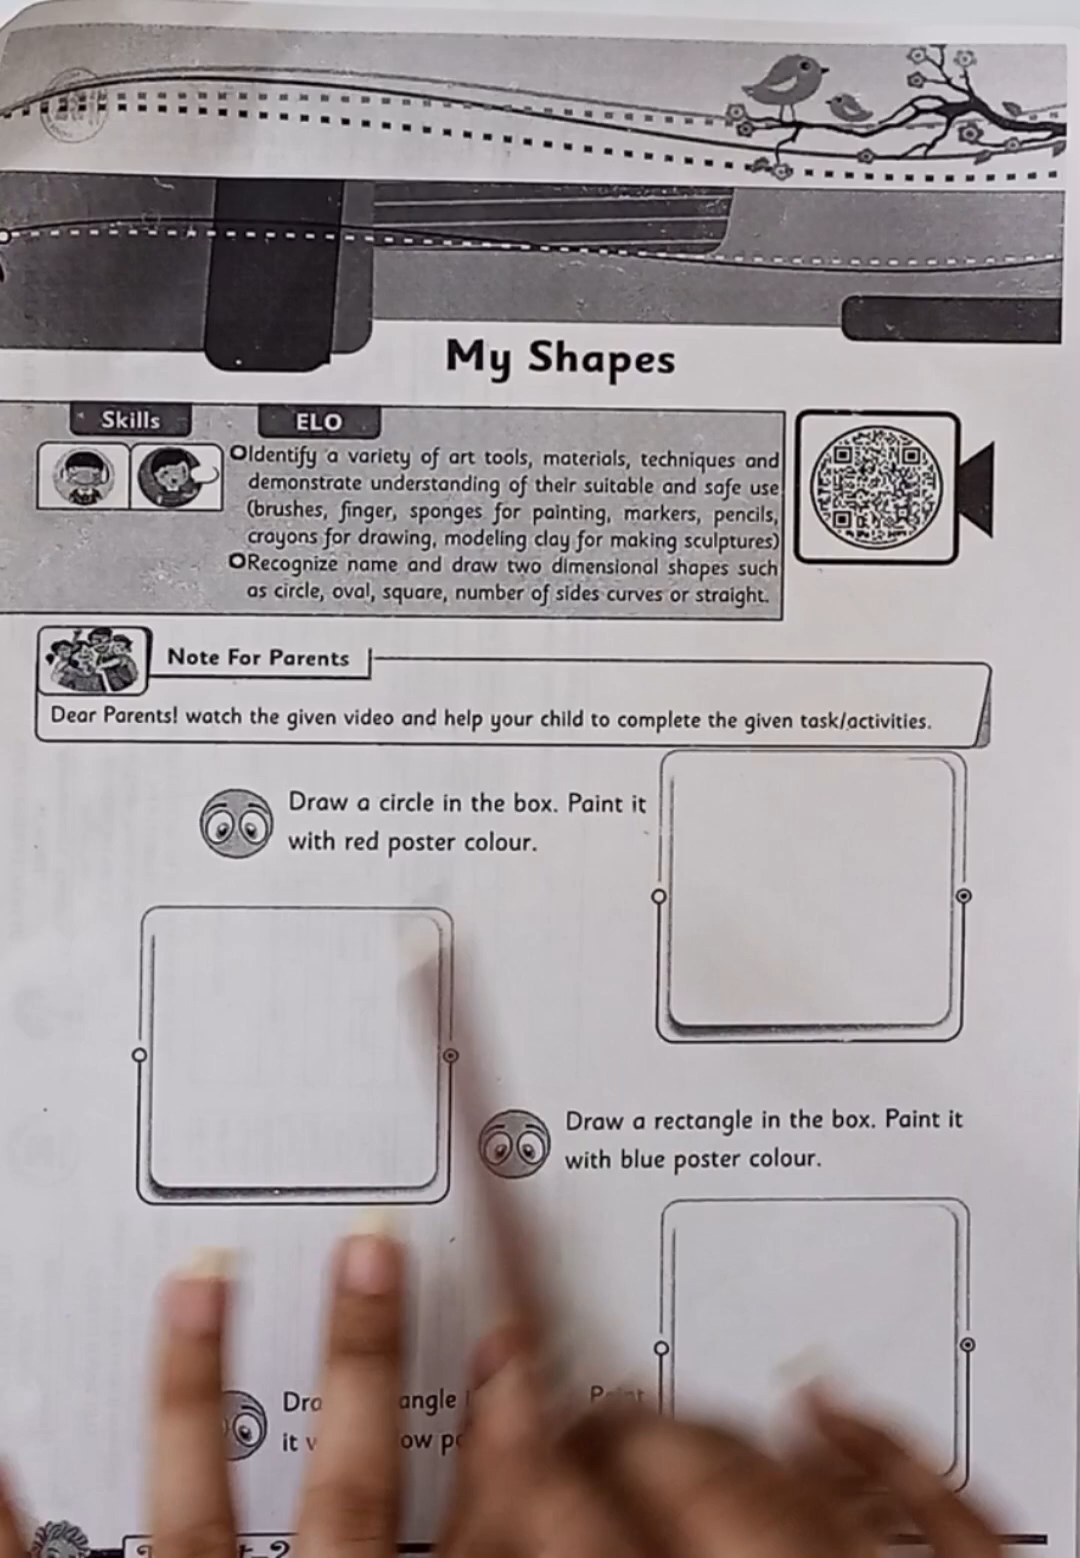 My Shapes
Skills
ELO
Identify a variety of art tools, materials, techniques and
demonstrate understanding of their suitable and safe use
(brushes, finger, sponges for painting, markers, pencils,
crayons for drawing, modeling clay for making sculptures)
Recognize name and draw two dimensional shapes such
as circle, oval, square, number of sides curves or straight.
Note For Parents
Dear Parents! watch the given video and help your child to complete the given task/activities.
Draw a circle in the box. Paint it
with red poster colour.
Draw a rectangle in the box. Paint it
with blue poster colour.
it